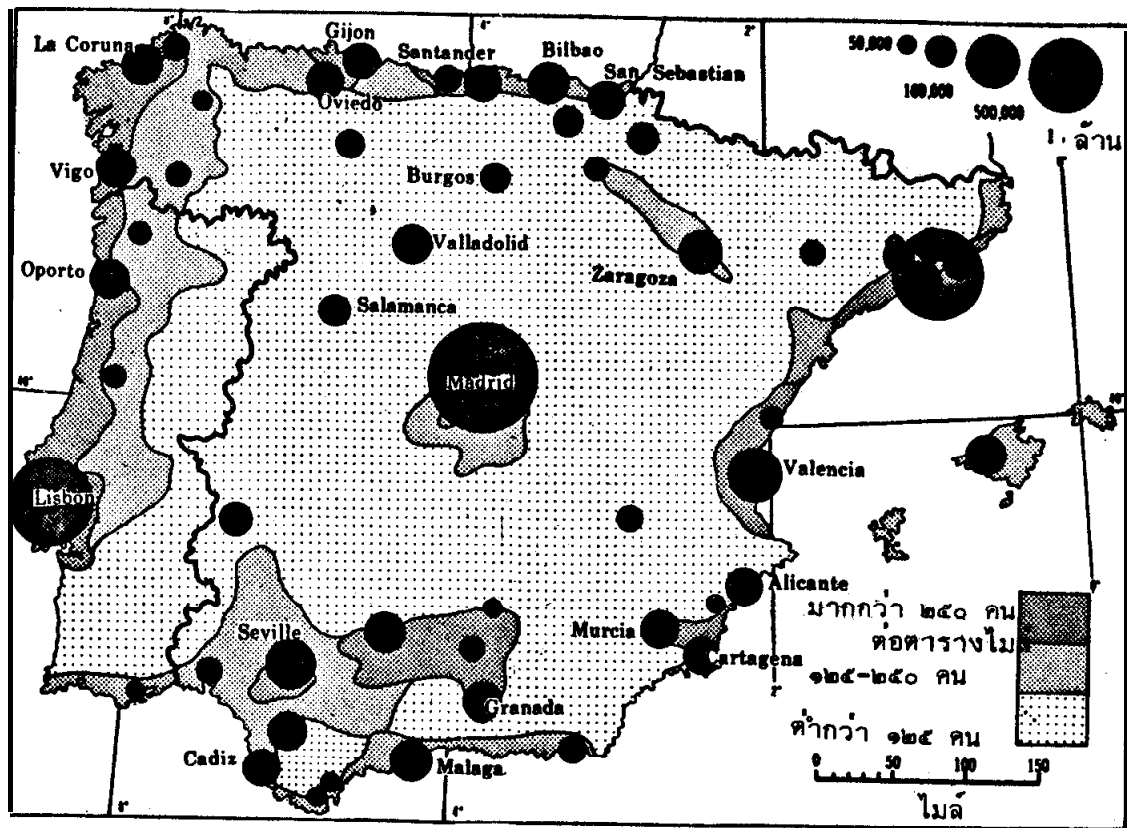 La Coruna
Gijon
Santander
Bilbao
San Sebastian
Oviedo
50,000
100,000
500,000
1. ล้าน
Vigo
Burgos
Valladolid
Oporto
Zaragoza
Salamanca
Madrid
Lisbon
Valencia
Alicante
มากกว่า ๒๕๐ คน
ต่อตารางไมล์
๑๒๕-๒๕๐ คน
ต่ำกว่า ๑๒๕ คน
Seville
Murcia
Cartagena
Granada
Cadiz
Malaga
0 50 100 150
ไมล์